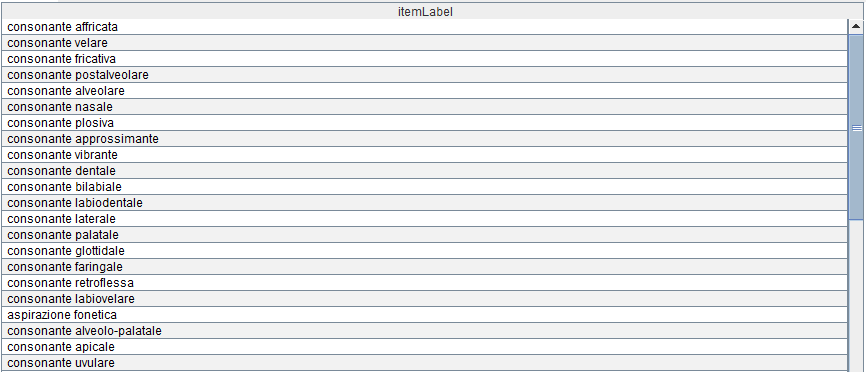 itemLabel
consonante affricata
consonante velare
consonante fricativa
consonante postalveolare
consonante alveolare
consonante nasale
consonante plosiva
consonante approssimante
consonante vibrante
consonante dentale
consonante bilabiale
consonante labiodentale
consonante laterale
consonante palatale
consonante glottidale
consonante faringale
consonante retroflessa
consonante labiovelare
aspirazione fonetica
consonante alveolo-palatale
consonante apicale
consonante uvulare